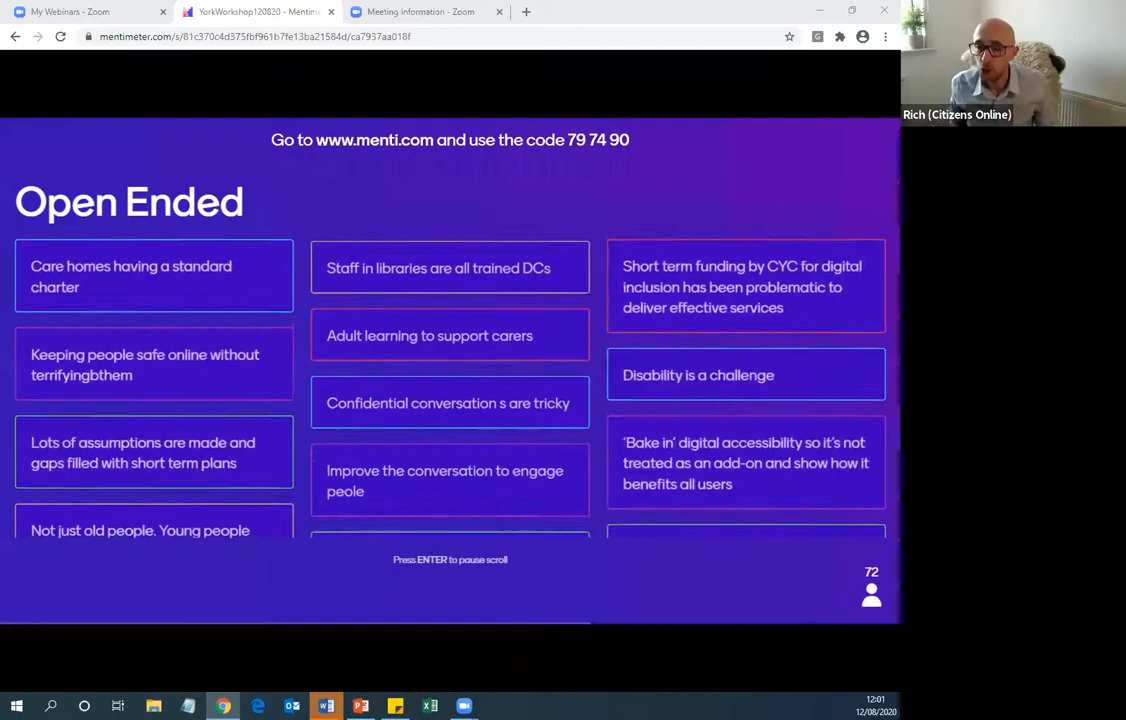 My Webinars - Zoom
YorkWorkshop120820 - Mentime
Meeting Information - Zoom
mentimeter.com/s/81c370c4d375fbf961b7fe13ba21584d/ca7937aa018f
Rich (Citizens Online)
Go to www.menti.com and use the code 79 74 90
Open Ended
Care homes having a standard
charter
Keeping people safe online without
terrifyingbthem
Lots of assumptions are made and
gaps filled with short term plans
Not just old people. Young people
Staff in libraries are all trained DCs
Adult learning to support carers
Confidential conversation s are tricky
Improve the conversation to engage
peole
Short term funding by CYC for digital
inclusion has been problematic to
deliver effective services
Disability is a challenge
‘Bake in’ digital accessibility so it’s not
treated as an add-on and show how it
benefits all users
Press ENTER to pause scroll
72
12:01
12/08/2020